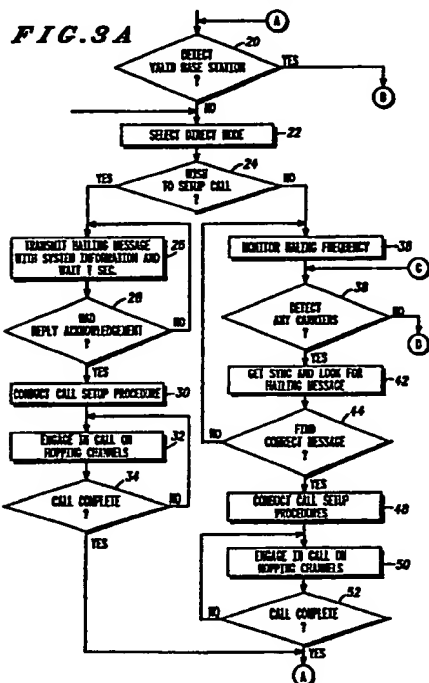 FIG.3A
A
DETECT
VALID BASE STATION
?
20
YES
B
NO
SELECT DIRECT MODE
22
WISH
TO SETUP CALL
?
24
YES
NO
TRANSMIT HAILING MESSAGE
WITH SYSTEM INFORMATION AND
WAIT T SEC.
26
HAD
REPLY ACKNOWLEDGEMENT
?
28
NO
YES
CONDUCT CALL SETUP PROCEDURE
30
ENGAGE IN CALL ON
HOPPING CHANNELS
32
CALL COMPLETE
?
34
NO
YES
MONITOR HAILING FREQUENCY
C
DETECT
ANY CARRIERS
?
38
NO
D
YES
GET SYNC AND LOOK FOR
HAILING MESSAGE
42
FIND
CORRECT MESSAGE
?
44
NO
YES
CONDUCT CALL SETUP
PROCEDURES
48
ENGAGE IN CALL ON
HOPPING CHANNELS
50
CALL COMPLETE
?
52
NO
YES
A